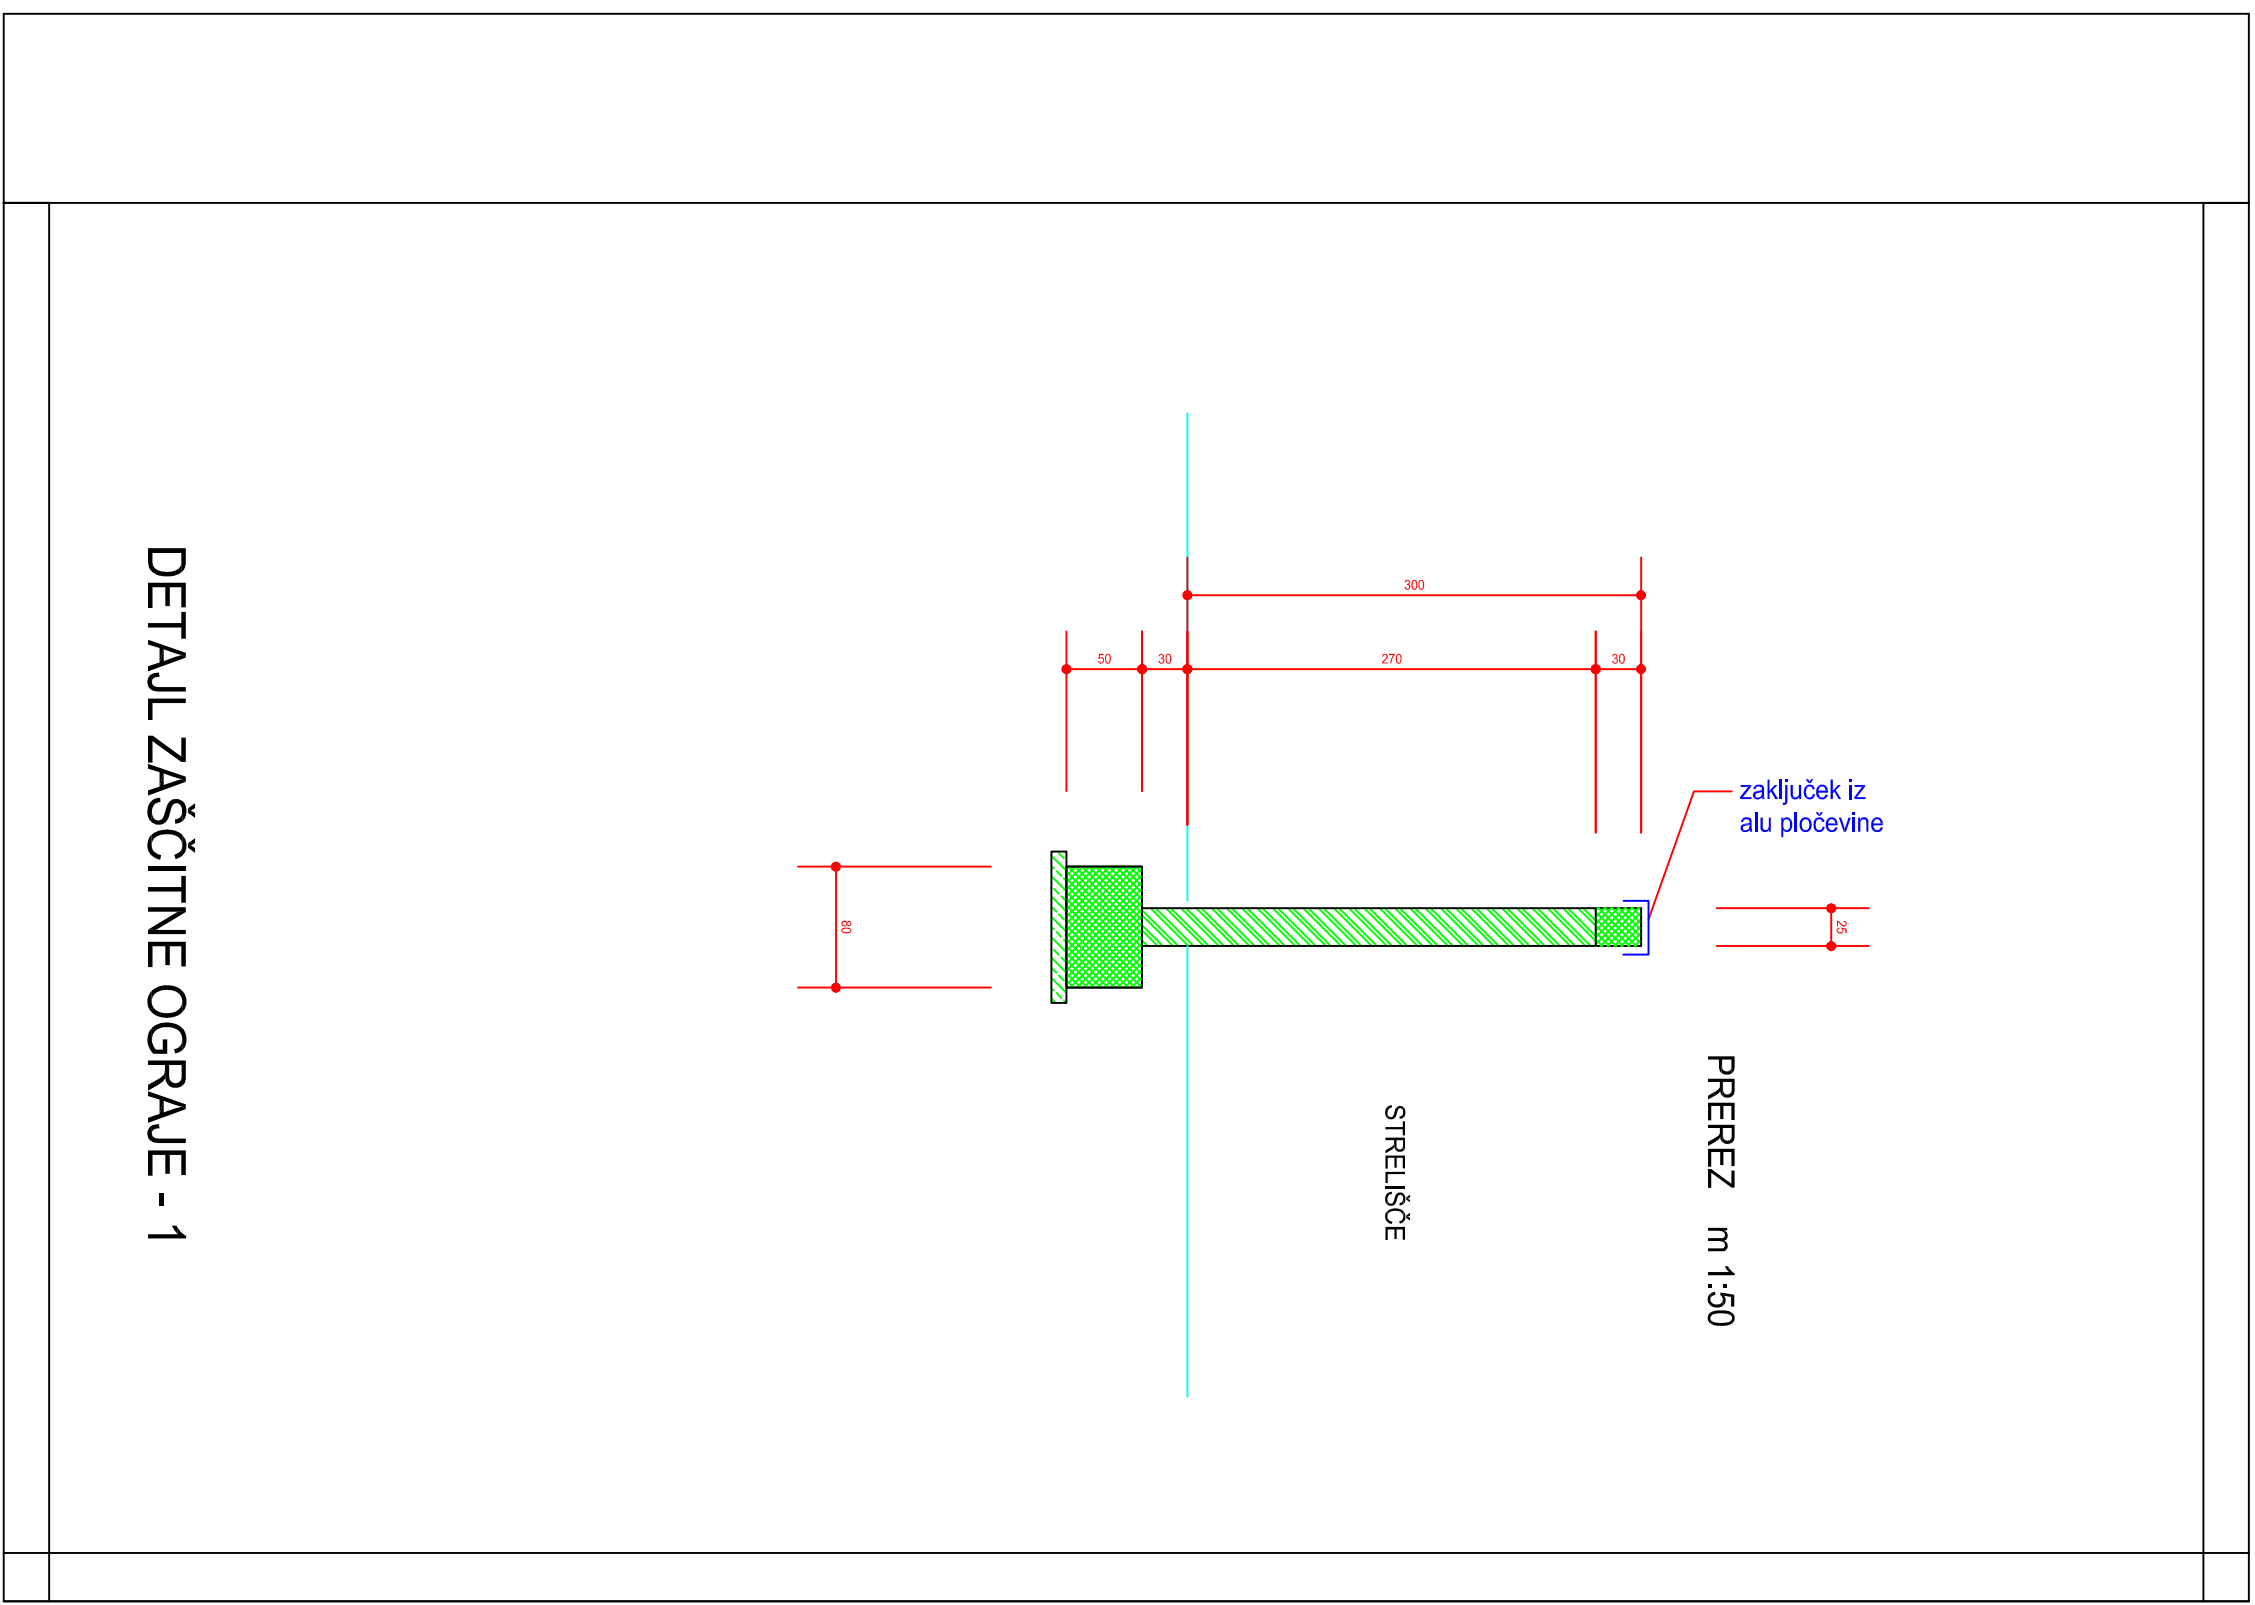 PREREZ m 1:50
25
zaključek iz
alu pločevine
STRELIŠČE
300
50
30
270
30
80
DETAJL ZAŠČITNE OGRAJE - 1